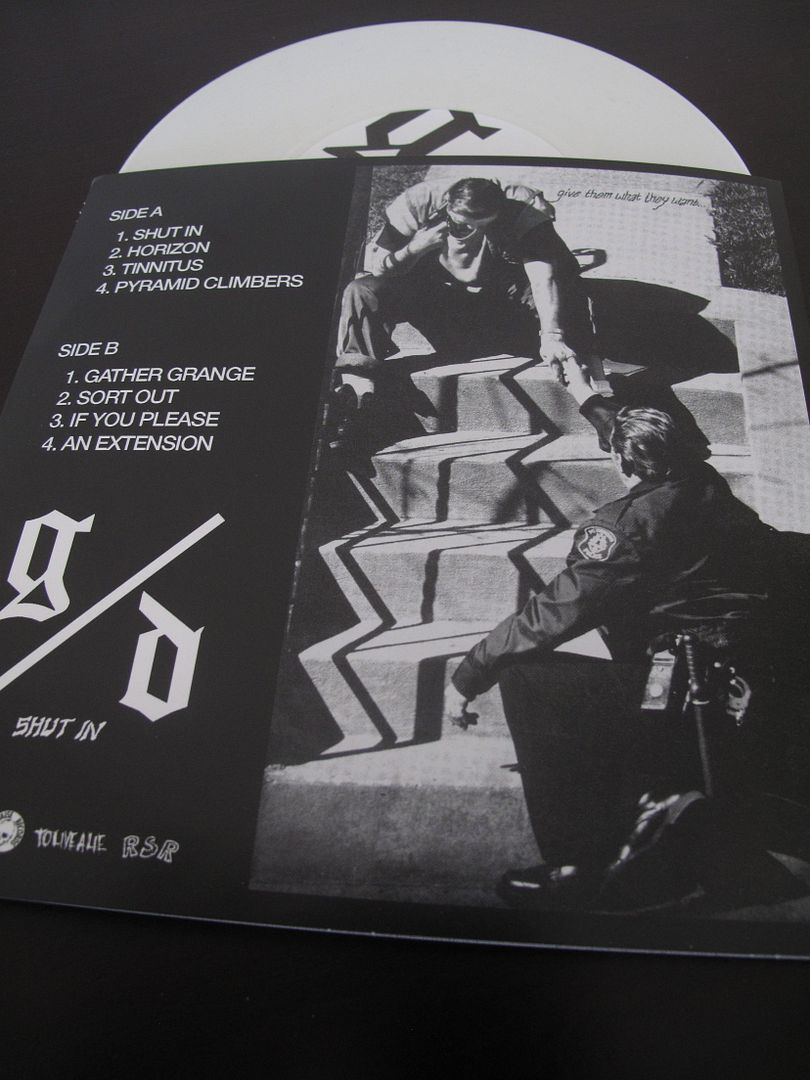 give them what they want...
SIDE A
1. SHUT IN
2. HORIZON
3. TINNITUS
4. PYRAMID CLIMBERS
SIDE B
1. GATHER GRANGE
2. SORT OUT
3. IF YOU PLEASE
4. AN EXTENSION
g/d
SHUT IN
TOLIVEALIE RSR